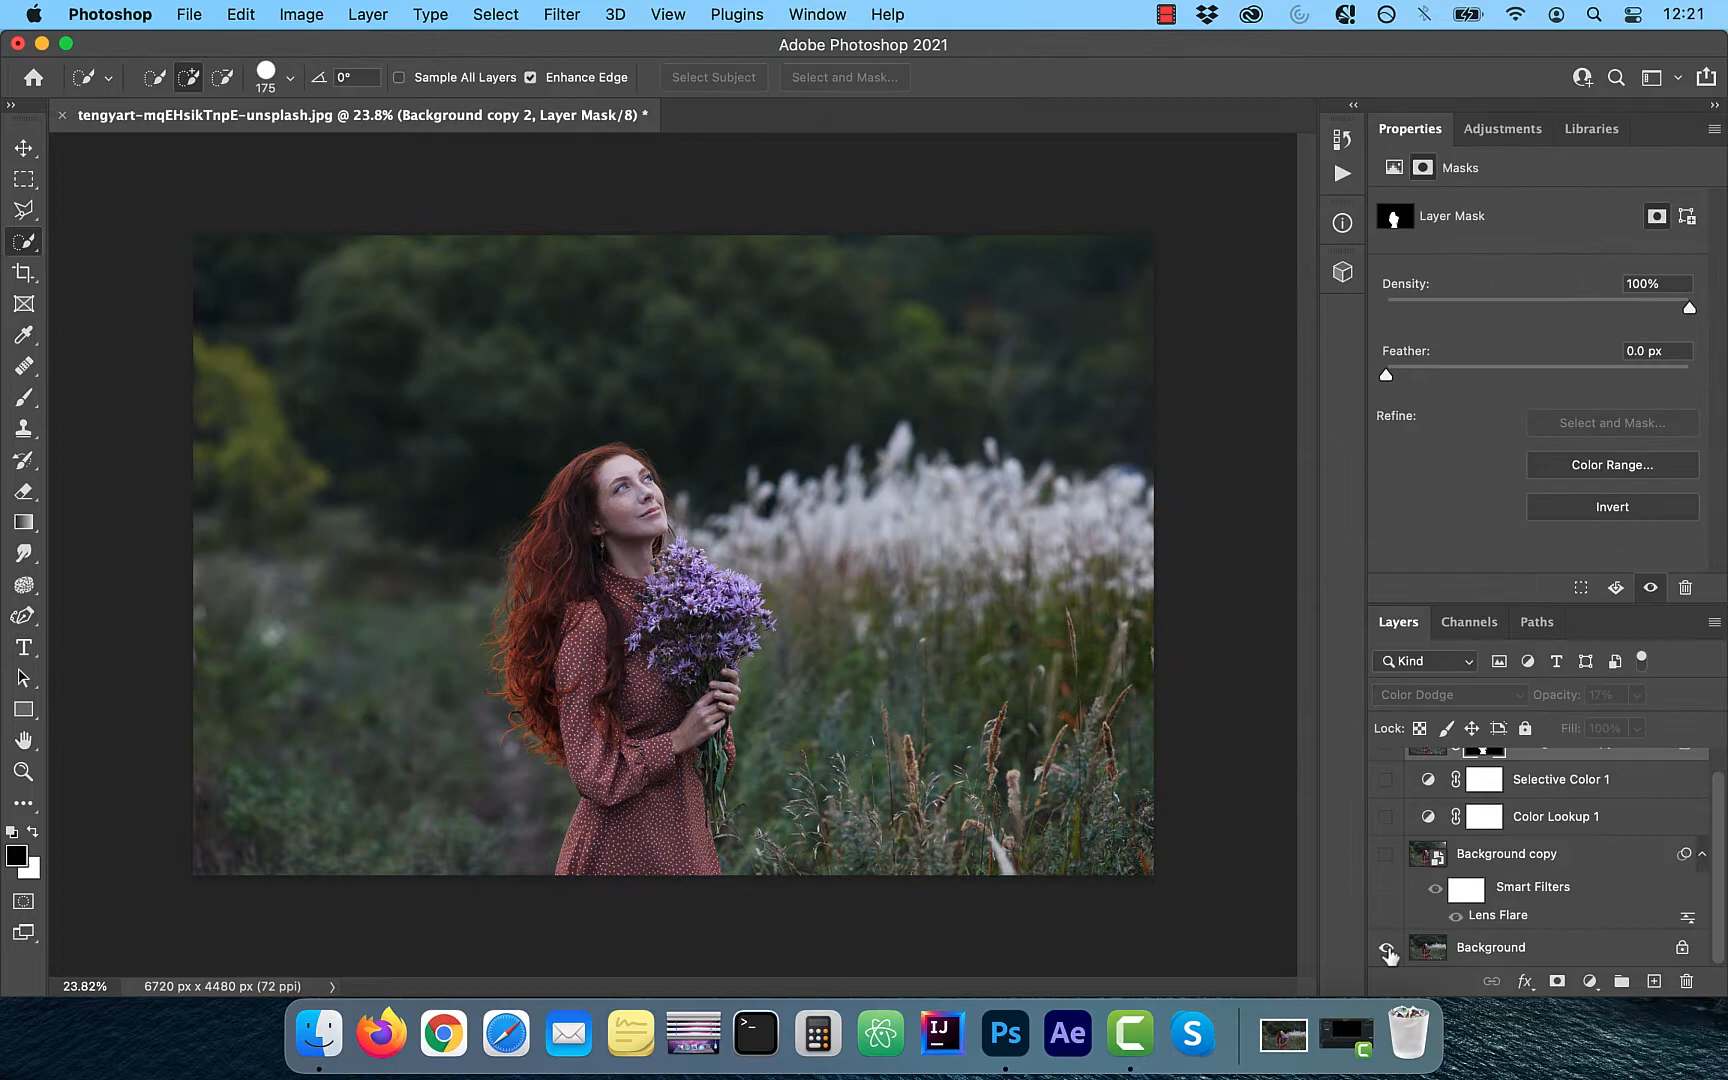 Photoshop File Edit Image Layer Type Select Filter 3D View Plugins Window Help 12:21
Adobe Photoshop 2021
175 0° Sample All Layers Enhance Edge Select Subject Select and Mask...
tengyart-mqEHsikTnpE-unsplash.jpg @ 23.8% (Background copy 2, Layer Mask/8) *
Properties Adjustments Libraries
Masks
Layer Mask
Density: 100%
Feather: 0.0 px
Refine: Select and Mask...
Color Range...
Invert
Layers Channels Paths
Kind
Color Dodge Opacity: 17%
Lock: Fill: 100%
Selective Color 1
Color Lookup 1
Background copy
Smart Filters
Lens Flare
Background
fx
23.82% 6720 px x 4480 px (72 ppi)
>_ IJ Ps Ae C S